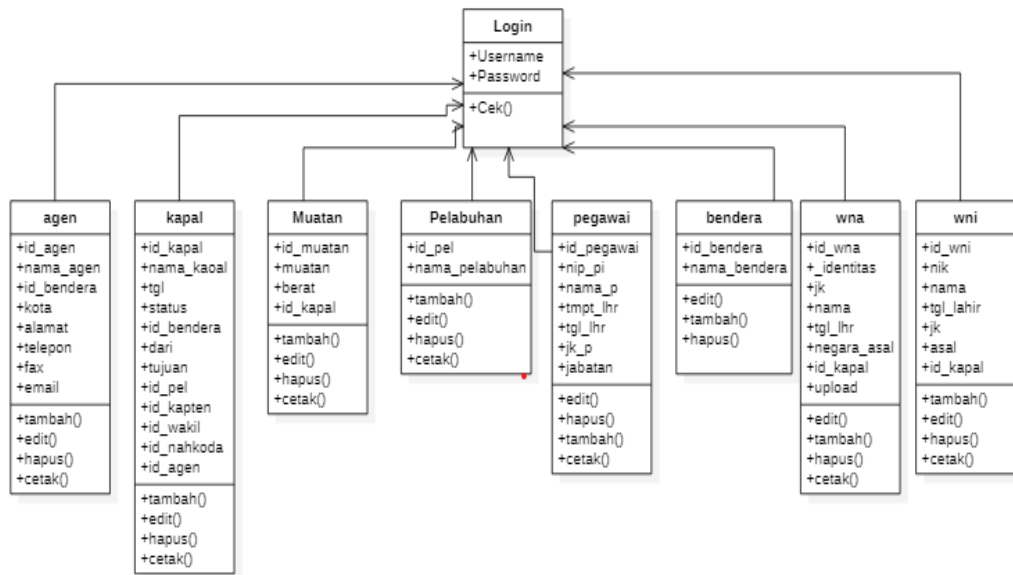 Login
+Username
+Password
+Cek()
agen
+id_agen
+nama_agen
+id_bendera
+kota
+alamat
+telepon
+fax
+email
+tambah()
+edit()
+hapus()
+cetak()
kapal
+id_kapal
+nama_kaoal
+tgl
+status
+id_bendera
+dari
+tujuan
+id_pel
+id_kapten
+id_wakil
+id_nahkoda
+id_agen
+tambah()
+edit()
+hapus()
+cetak()
Muatan
+id_muatan
+muatan
+berat
+id_kapal
+tambah()
+edit()
+hapus()
+cetak()
Pelabuhan
+id_pel
+nama_pelabuhan
+tambah()
+edit()
+hapus()
+cetak()
pegawai
+id_pegawai
+nip_pi
+nama_p
+tmpt_lhr
+tgl_lhr
+jk_p
+jabatan
+edit()
+hapus()
+tambah()
+cetak()
bendera
+id_bendera
+nama_bendera
+edit()
+tambah()
+hapus()
wna
+id_wna
+_identitas
+jk
+nama
+tgl_lhr
+negara_asal
+id_kapal
+upload
+edit()
+tambah()
+hapus()
+cetak()
wni
+id_wni
+nik
+nama
+tgl_lahir
+jk
+asal
+id_kapal
+tambah()
+edit()
+hapus()
+cetak()